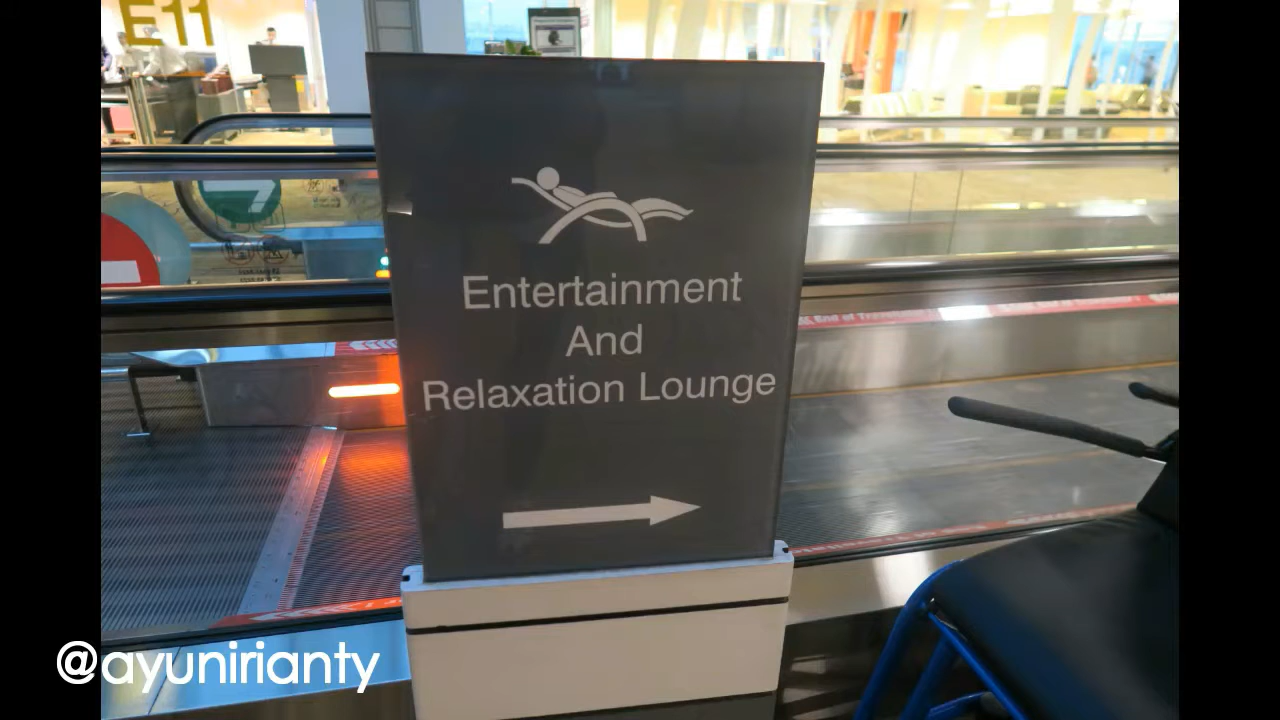 E11
Entertainment
And
Relaxation Lounge
@ayunirianty